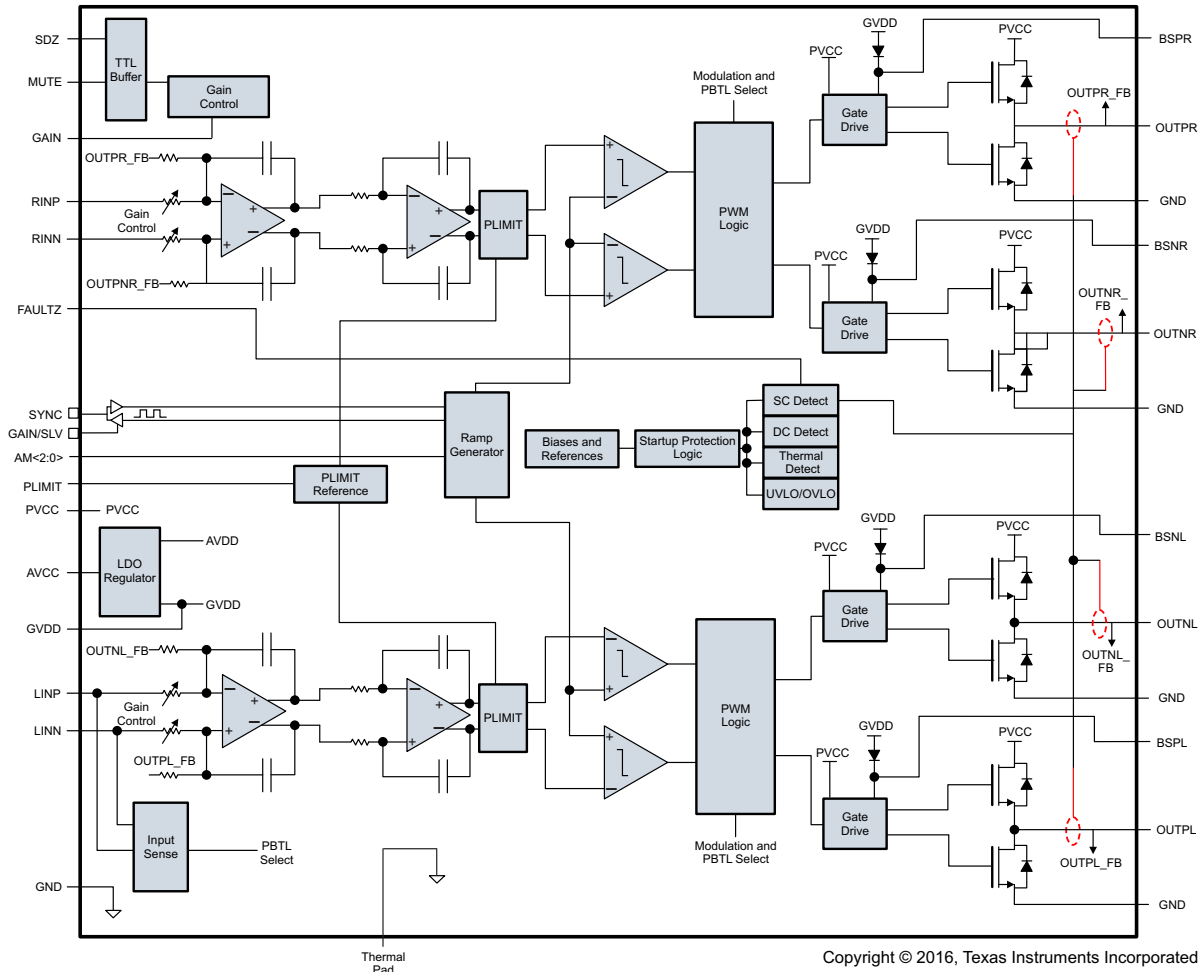 SDZ
MUTE
GAIN
TTL
Buffer
Gain
Control
OUTPR_FB
RINP
Gain
Control
RINN
OUTPNR_FB
FAULTZ
PLIMIT
Modulation and
PBTL Select
PWM
Logic
GVDD
PVCC
Gate
Drive
PVCC
BSPR
OUTPR_FB
OUTPR
GND
GVDD
PVCC
Gate
Drive
PVCC
BSNR
OUTNR_
FB
OUTNR
GND
SYNC
GAIN/SLV
AM<2:0>
PLIMIT
PVCC
PVCC
PLIMIT
Reference
Ramp
Generator
Biases and
References
Startup Protection
Logic
SC Detect
DC Detect
Thermal
Detect
UVLO/OVLO
AVCC
LDO
Regulator
AVDD
GVDD
GVDD
OUTNL_FB
LINP
Gain
Control
LINN
OUTPL_FB
PLIMIT
PWM
Logic
Modulation and
PBTL Select
GVDD
PVCC
Gate
Drive
PVCC
BSNL
OUTNL
OUTNL_
FB
GND
GVDD
PVCC
Gate
Drive
PVCC
BSPL
OUTPL
OUTPL_FB
GND
Input
Sense
PBTL
Select
GND
Thermal
Pad
Copyright © 2016, Texas Instruments Incorporated